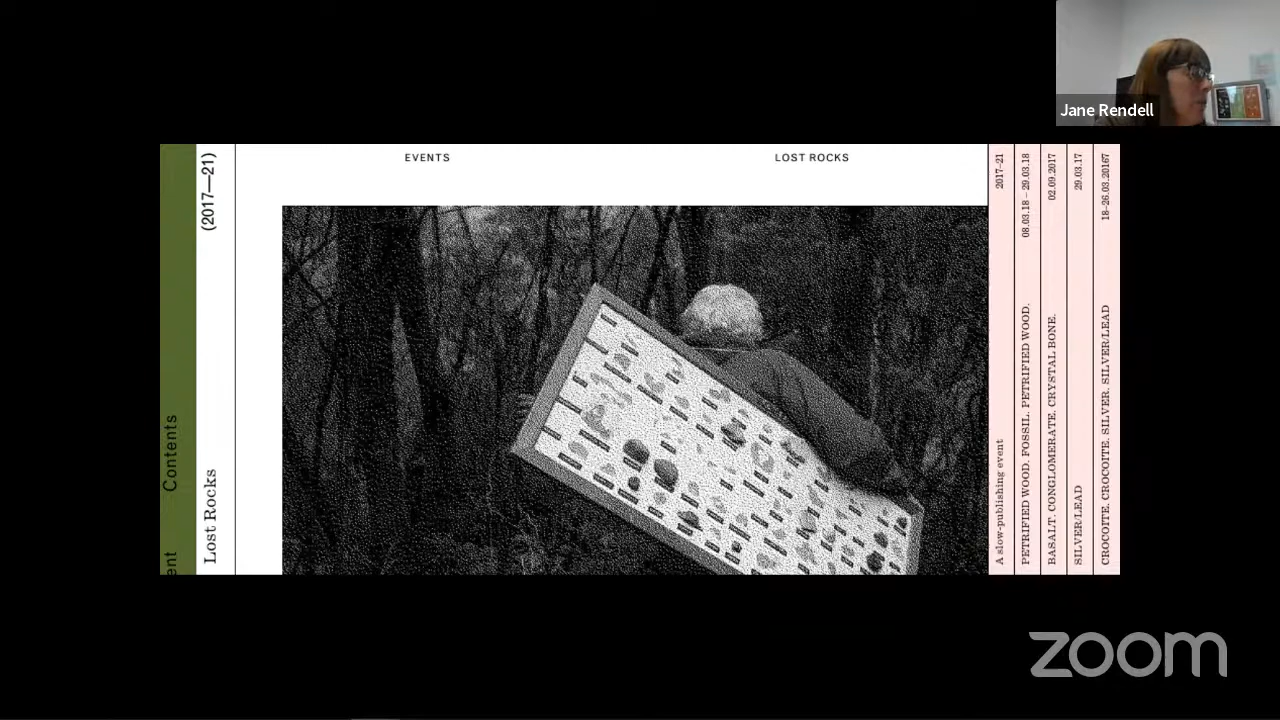 Jane Rendell
EVENTS
LOST ROCKS
ent
Contents
Lost Rocks
(2017—21)
A slow-publishing event
2017–21
PETRIFIED WOOD. FOSSIL. PETRIFIED WOOD.
08.03.18 – 29.03.18
BASALT. CONGLOMERATE. CRYSTAL BONE.
02.09.2017
SILVER/LEAD
29.03.17
CROCOITE. CROCOITE. SILVER. SILVER/LEAD
18–26.03.20167
zoom